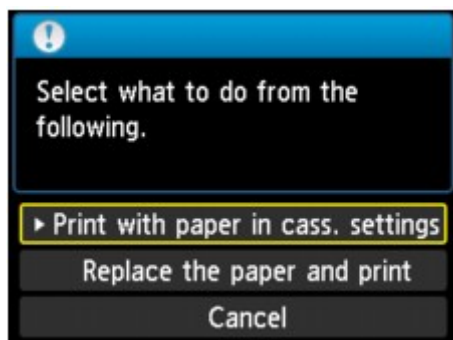 Select what to do from the
following.
Print with paper in cass. settings
Replace the paper and print
Cancel